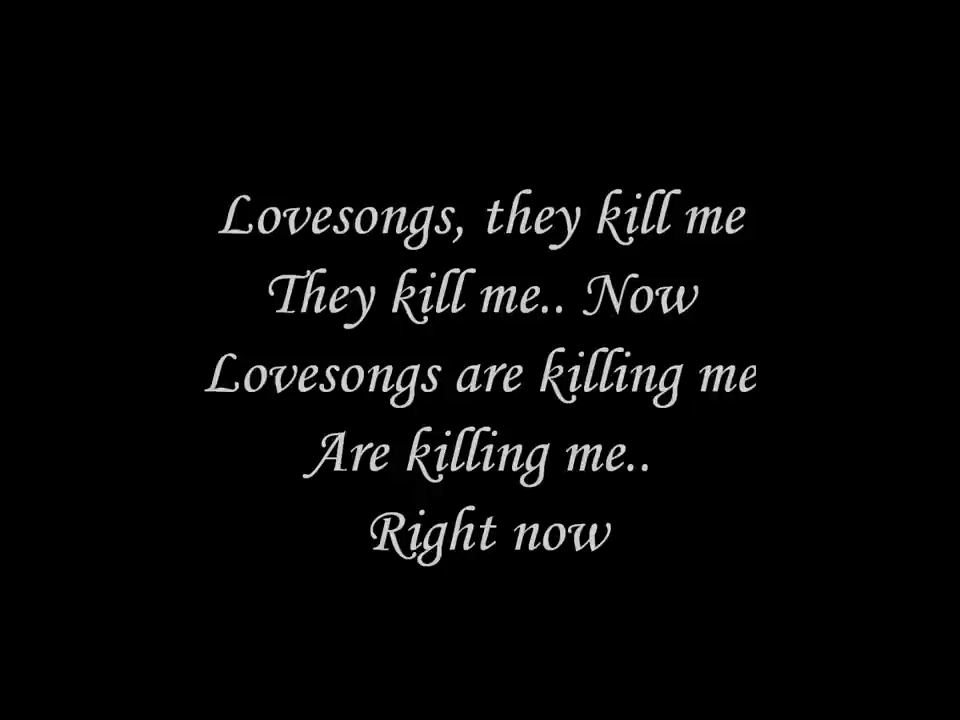 Lovesongs, they kill me
They kill me.. Now
Lovesongs are killing me
Are killing me..
Right now